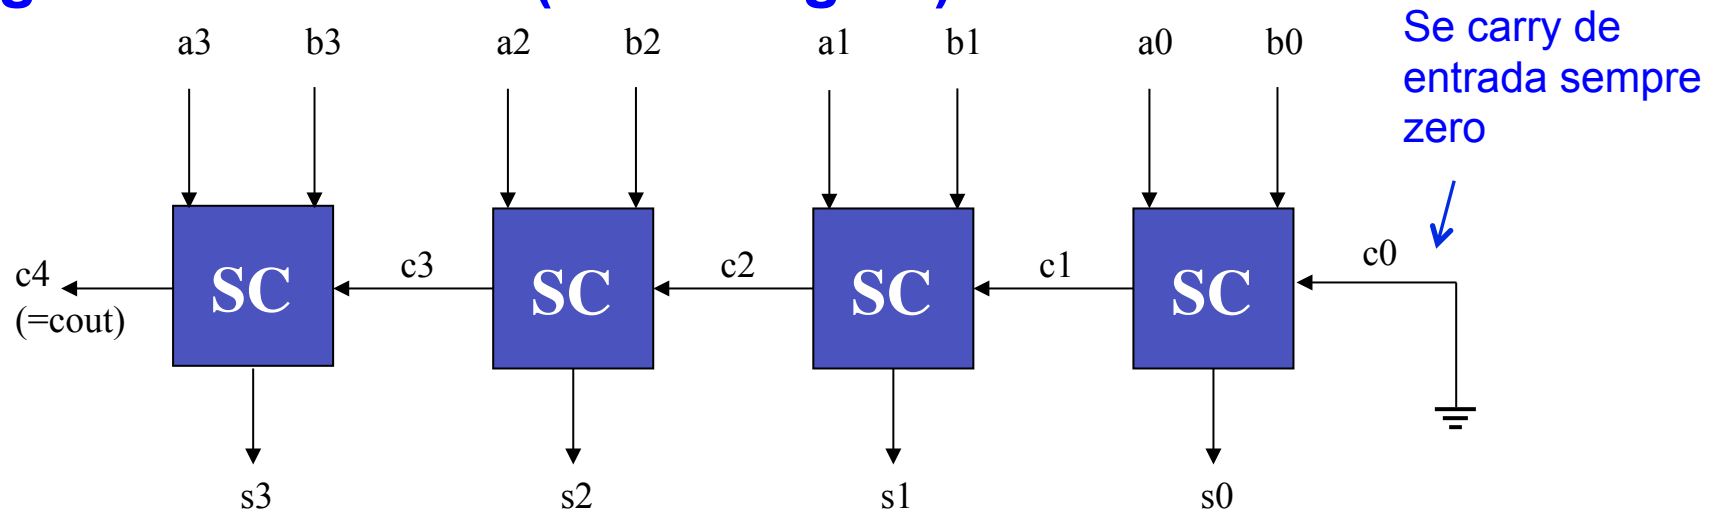 a3 b3 a2 b2 a1 b1 a0 b0
Se carry de
entrada sempre
zero
c4
(=cout)
SC c3 SC c2 SC c1 SC c0
s3 s2 s1 s0